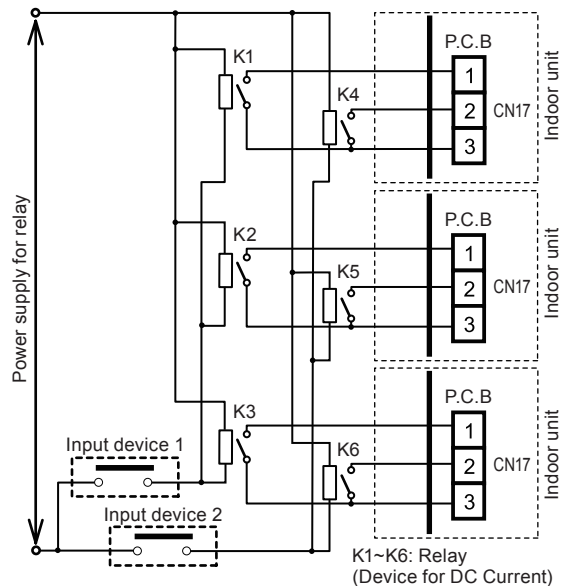 Power supply for relay
K1
K4
P.C.B
1
2
3
CN17
Indoor unit
K2
K5
P.C.B
1
2
3
CN17
Indoor unit
K3
K6
P.C.B
1
2
3
CN17
Indoor unit
Input device 1
Input device 2
K1~K6: Relay
(Device for DC Current)